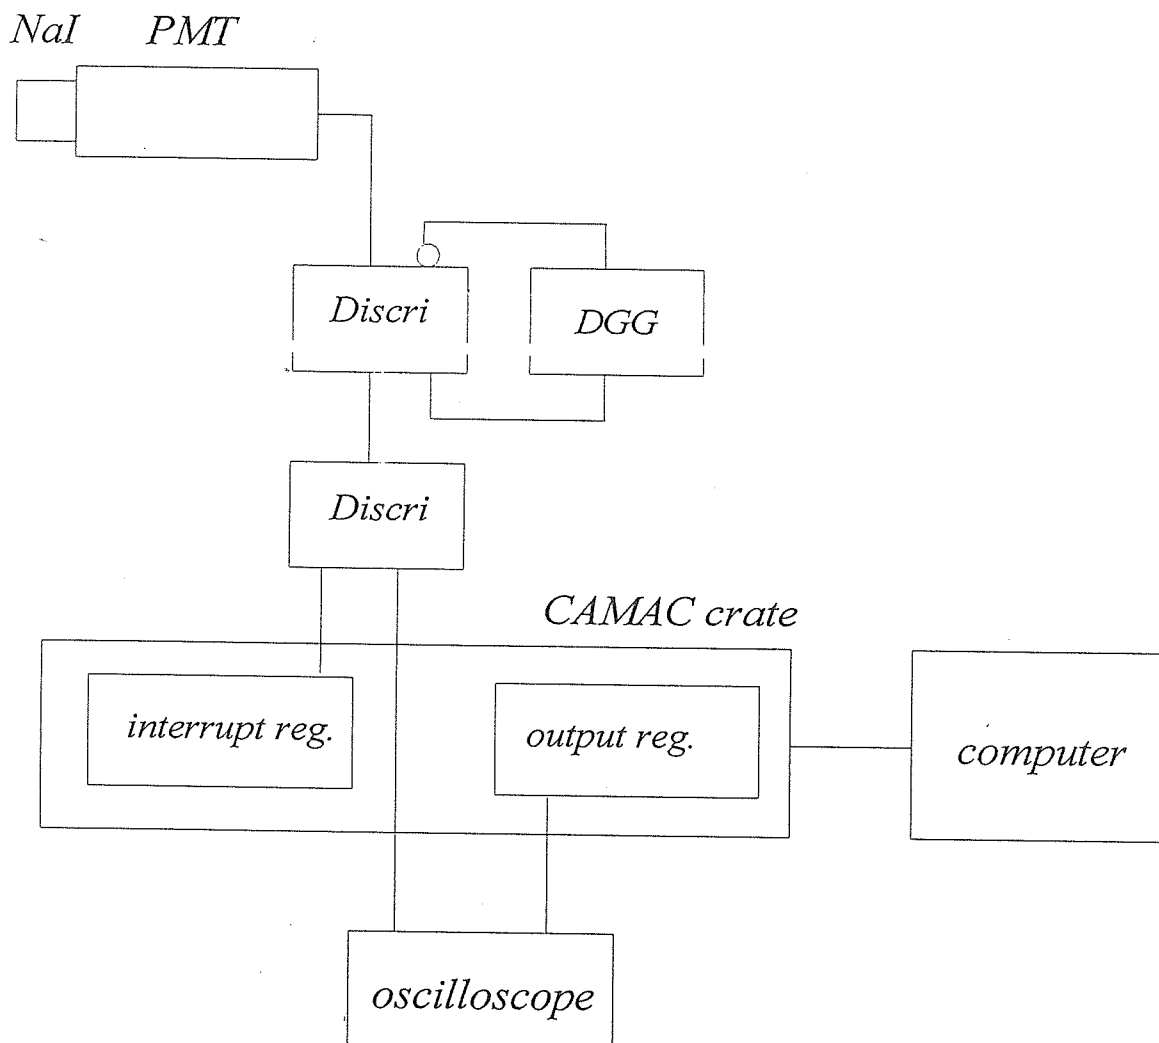 NaI PMT
Discri
DGG
Discri
CAMAC crate
interrupt reg.
output reg.
computer
oscilloscope